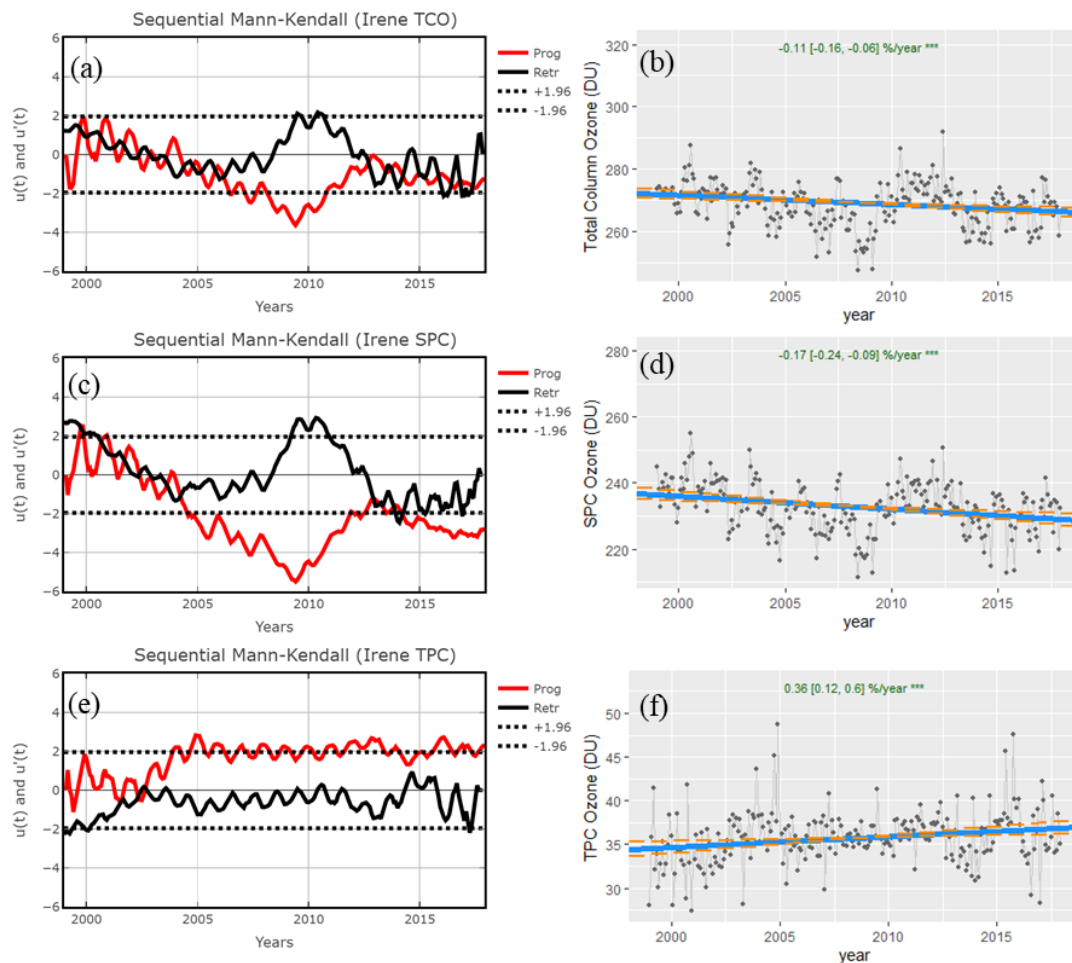 Sequential Mann-Kendall (Irene TCO)
(a)
6
4
2
0
−2
−4
−6
u(t) and u'(t)
2000 2005 2010 2015
Years
Prog
Retr
+1.96
-1.96
(b)
-0.11 [-0.16, -0.06] %/year ***
320
300
280
260
Total Column Ozone (DU)
2000 2005 2010 2015
year
Sequential Mann-Kendall (Irene SPC)
(c)
6
4
2
0
−2
−4
−6
u(t) and u'(t)
2000 2005 2010 2015
Years
Prog
Retr
+1.96
-1.96
(d)
-0.17 [-0.24, -0.09] %/year ***
280
260
240
220
SPC Ozone (DU)
2000 2005 2010 2015
year
Sequential Mann-Kendall (Irene TPC)
(e)
6
4
2
0
−2
−4
−6
u(t) and u'(t)
2000 2005 2010 2015
Years
Prog
Retr
+1.96
-1.96
(f)
0.36 [0.12, 0.6] %/year ***
50
45
40
35
30
TPC Ozone (DU)
2000 2005 2010 2015
year